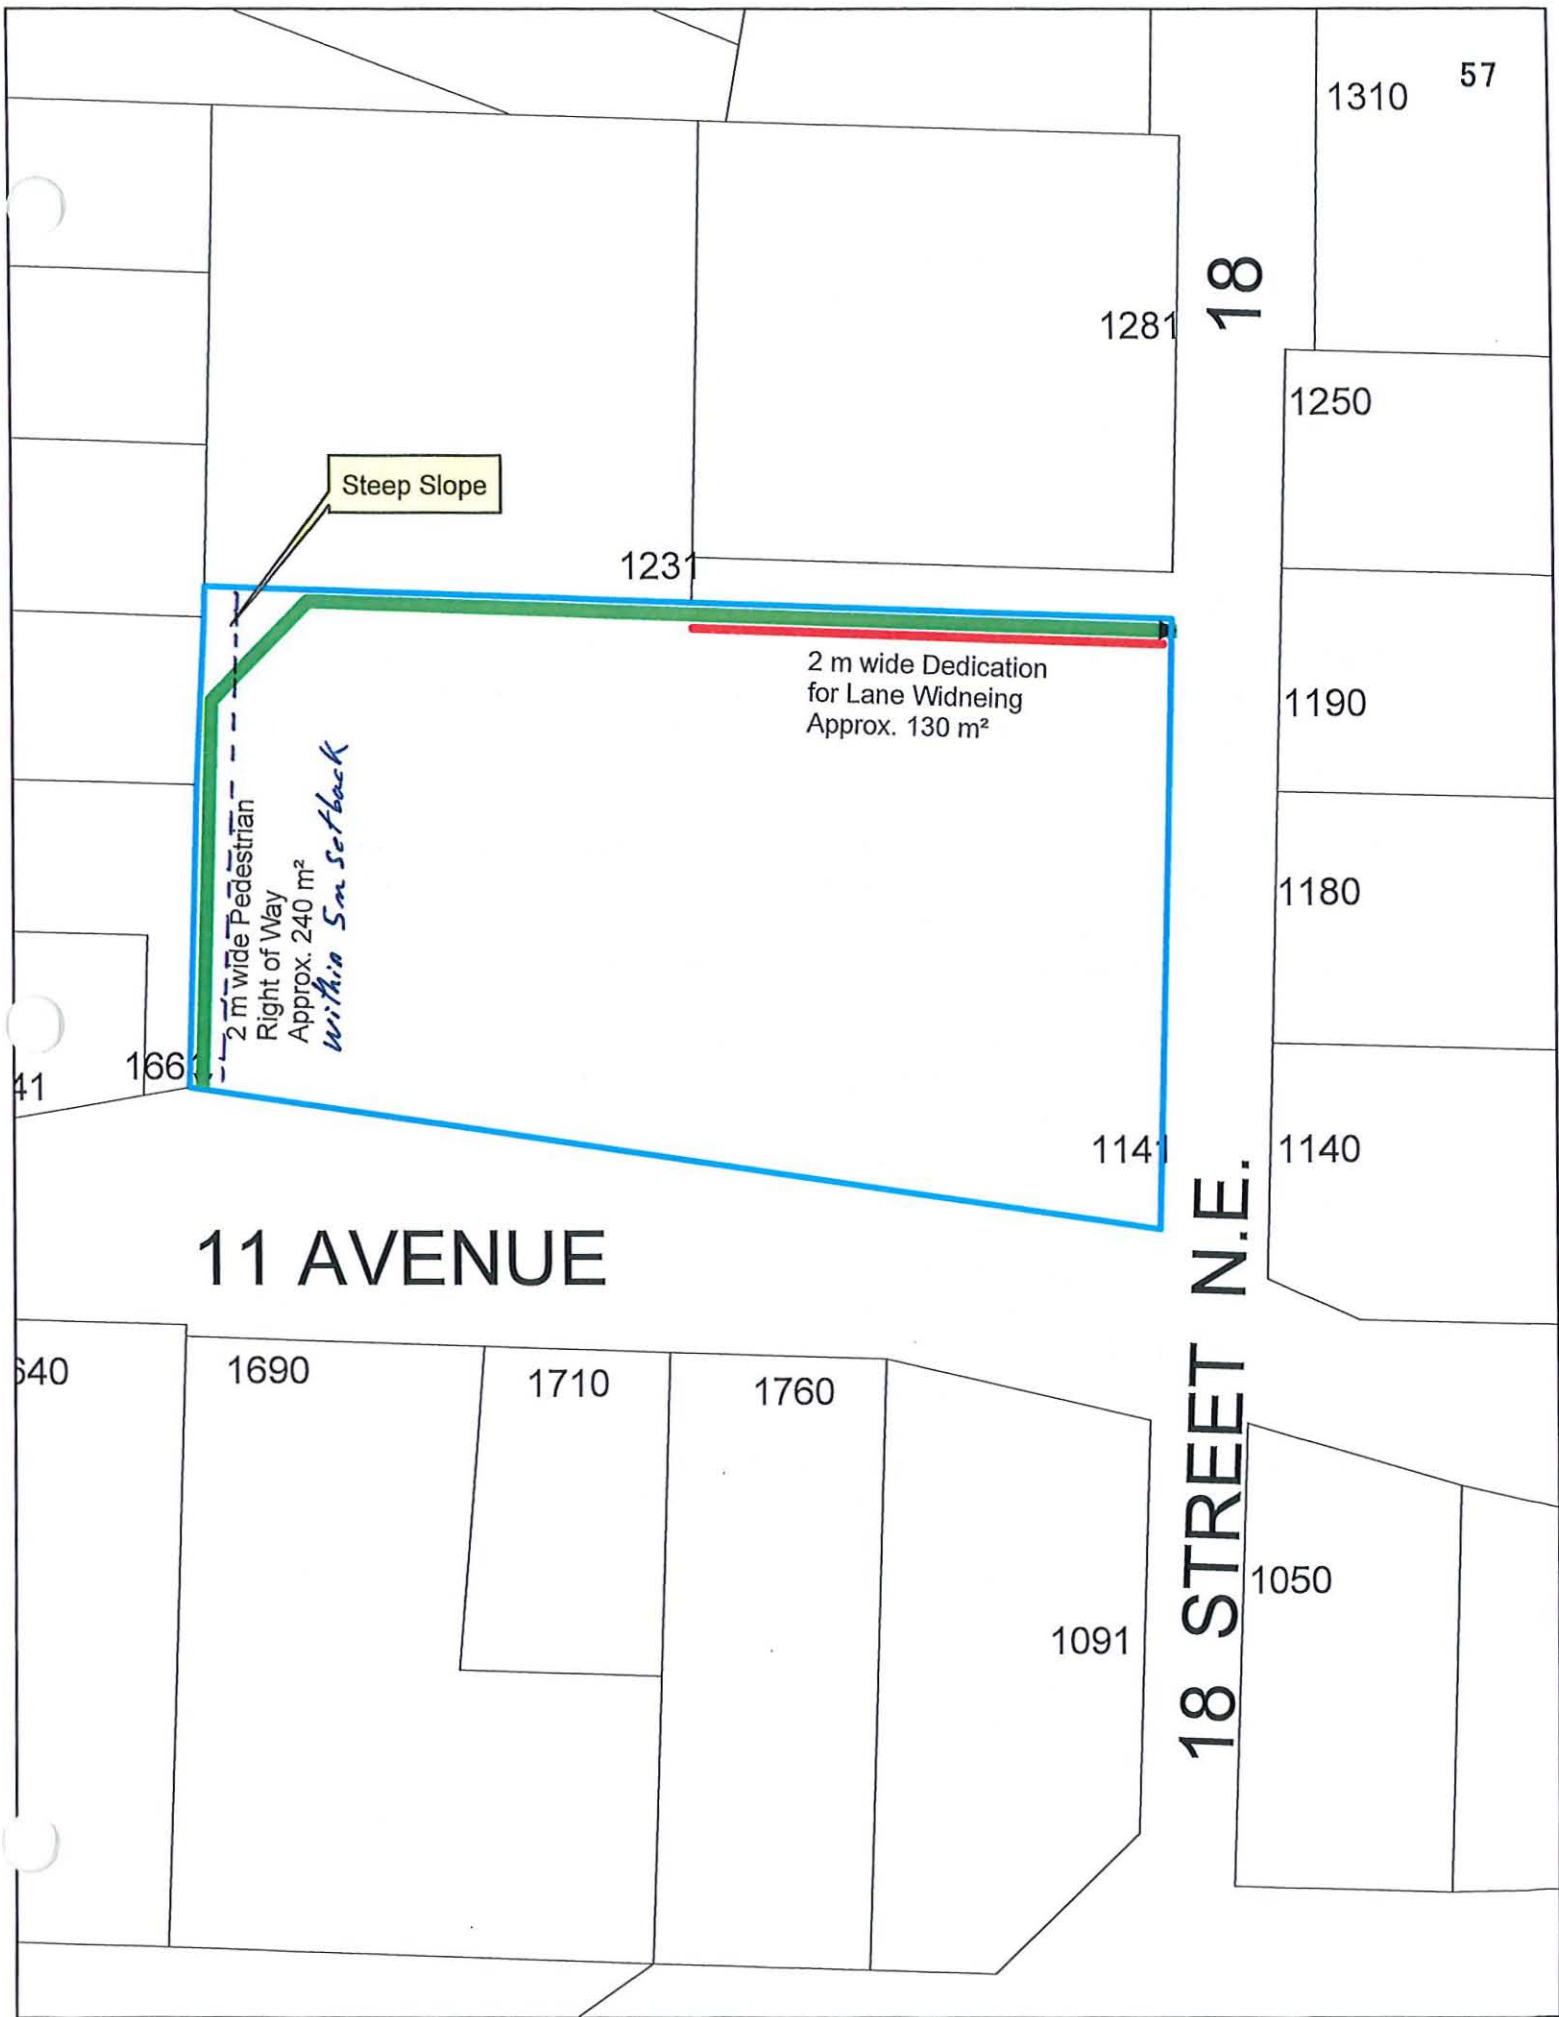 57
1310
18
1281
1250
Steep Slope
1231
2 m wide Dedication
for Lane Widneing
Approx. 130 m²
1190
2 m wide Pedestrian
Right of Way
Approx. 240 m²
within 5m setback
1180
166
41
1141
1140
11 AVENUE
18 STREET N.E.
640
1690
1710
1760
1050
1091